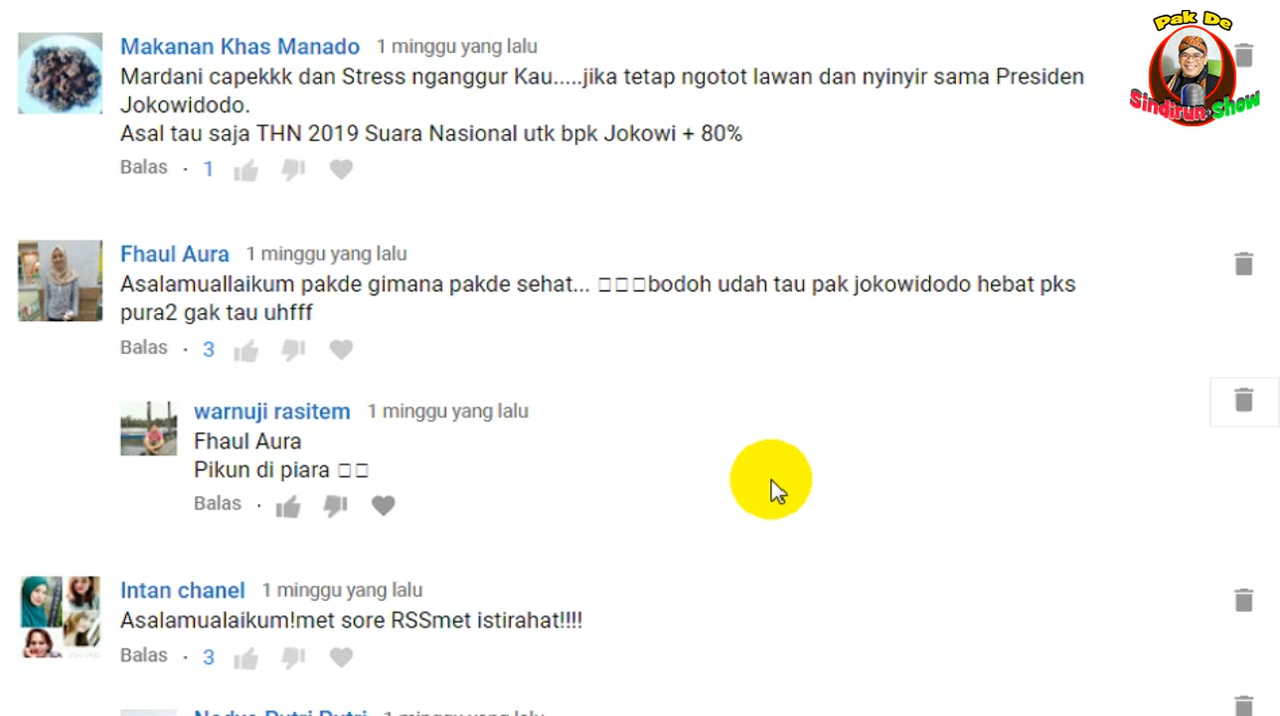 Pak De
Sindirun Show
Makanan Khas Manado 1 minggu yang lalu
Mardani capekkk dan Stress nganggur Kau.....jika tetap ngotot lawan dan nyinyir sama Presiden
Jokowidodo.
Asal tau saja THN 2019 Suara Nasional utk bpk Jokowi + 80%
Balas · 1
Fhaul Aura 1 minggu yang lalu
Asalamuallaikum pakde gimana pakde sehat... □□□bodoh udah tau pak jokowidodo hebat pks
pura2 gak tau uhfff
Balas · 3
warnuji rasitem 1 minggu yang lalu
Fhaul Aura
Pikun di piara □□
Balas ·
Intan chanel 1 minggu yang lalu
Asalamualaikum!met sore RSSmet istirahat!!!!
Balas · 3
1 minggu yang lalu